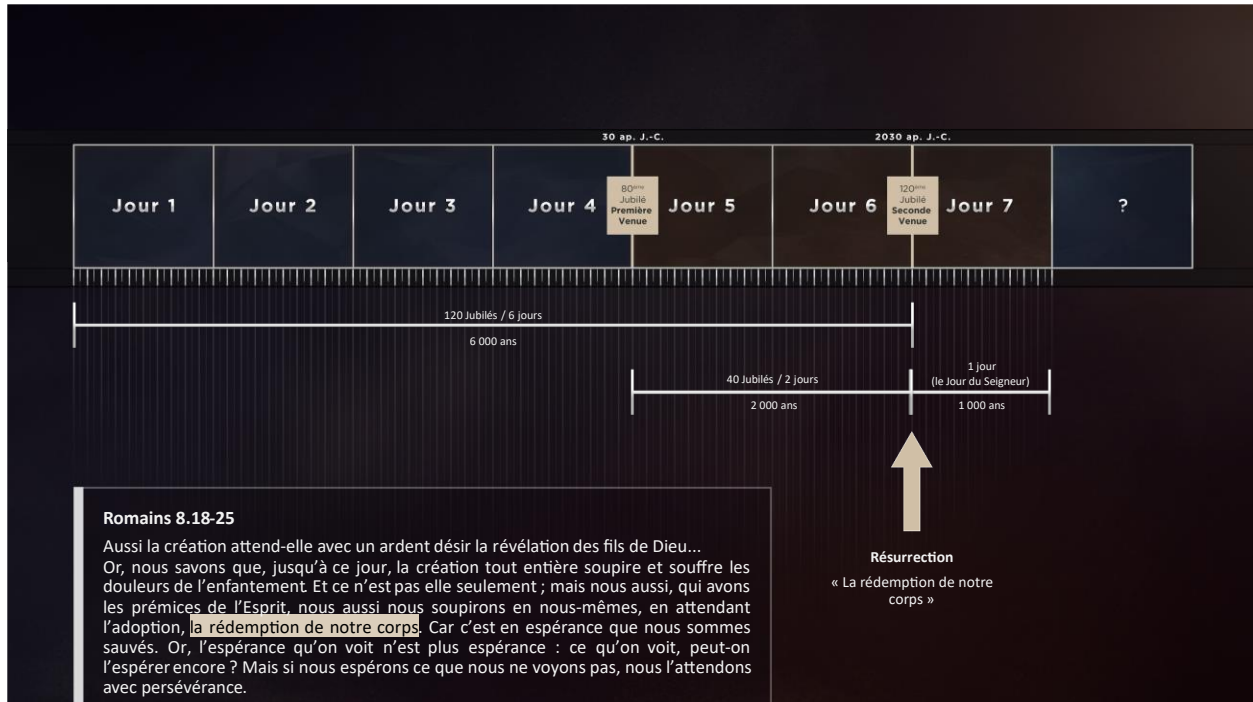 30 ap. J.-C.
2030 ap. J.-C.
Jour 1
Jour 2
Jour 3
Jour 4
80ème
Jubilé
Première
Venue
Jour 5
Jour 6
120ème
Jubilé
Seconde
Venue
Jour 7
?
120 Jubilés / 6 jours
6 000 ans
40 Jubilés / 2 jours
2 000 ans
1 jour
(le Jour du Seigneur)
1 000 ans
Romains 8.18-25
Aussi la création attend-elle avec un ardent désir la révélation des fils de Dieu...
Or, nous savons que, jusqu’à ce jour, la création tout entière soupire et souffre les
douleurs de l’enfantement. Et ce n’est pas elle seulement ; mais nous aussi, qui avons
les prémices de l’Esprit, nous aussi nous soupirons en nous-mêmes, en attendant
l’adoption, la rédemption de notre corps. Car c’est en espérance que nous sommes
sauvés. Or, l’espérance qu’on voit n’est plus espérance : ce qu’on voit, peut-on
l’espérer encore ? Mais si nous espérons ce que nous ne voyons pas, nous l’attendons
avec persévérance.
Résurrection
« La rédemption de notre
corps »